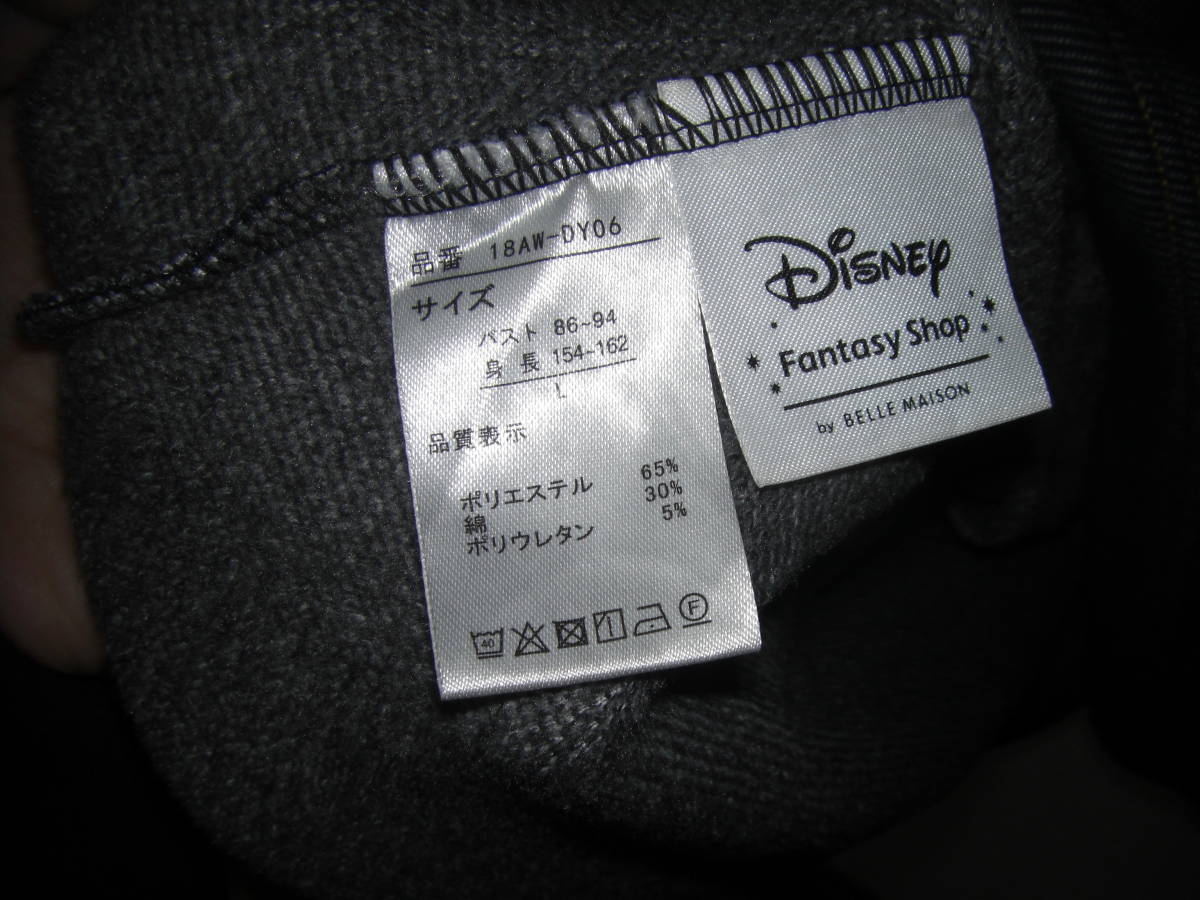 品番 18AW-DY06
サイズ
バスト 86~94
身 長 154-162
L
品質表示
ポリエステル 65%
綿 30%
ポリウレタン 5%
40
F
Disney
Fantasy Shop
by BELLE MAISON